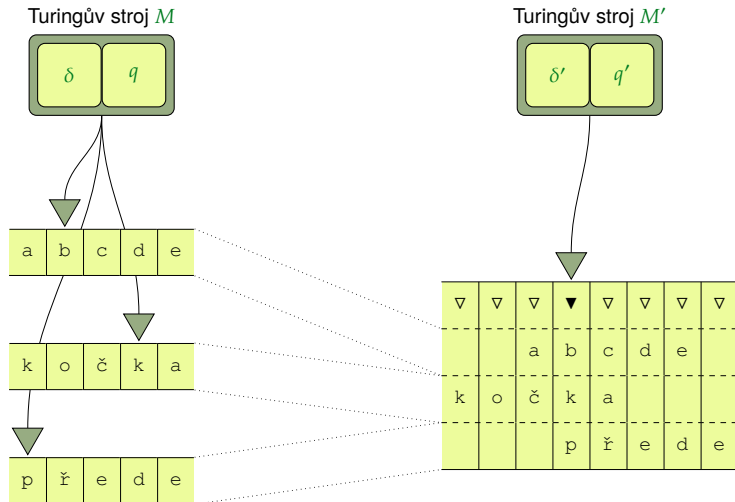 Turingův stroj M
δ q
a b c d e
k o č k a
p ř e d e
Turingův stroj M′
δ′ q′
▽ ▽ ▽ ▼ ▽ ▽ ▽ ▽
a b c d e
k o č k a
p ř e d e